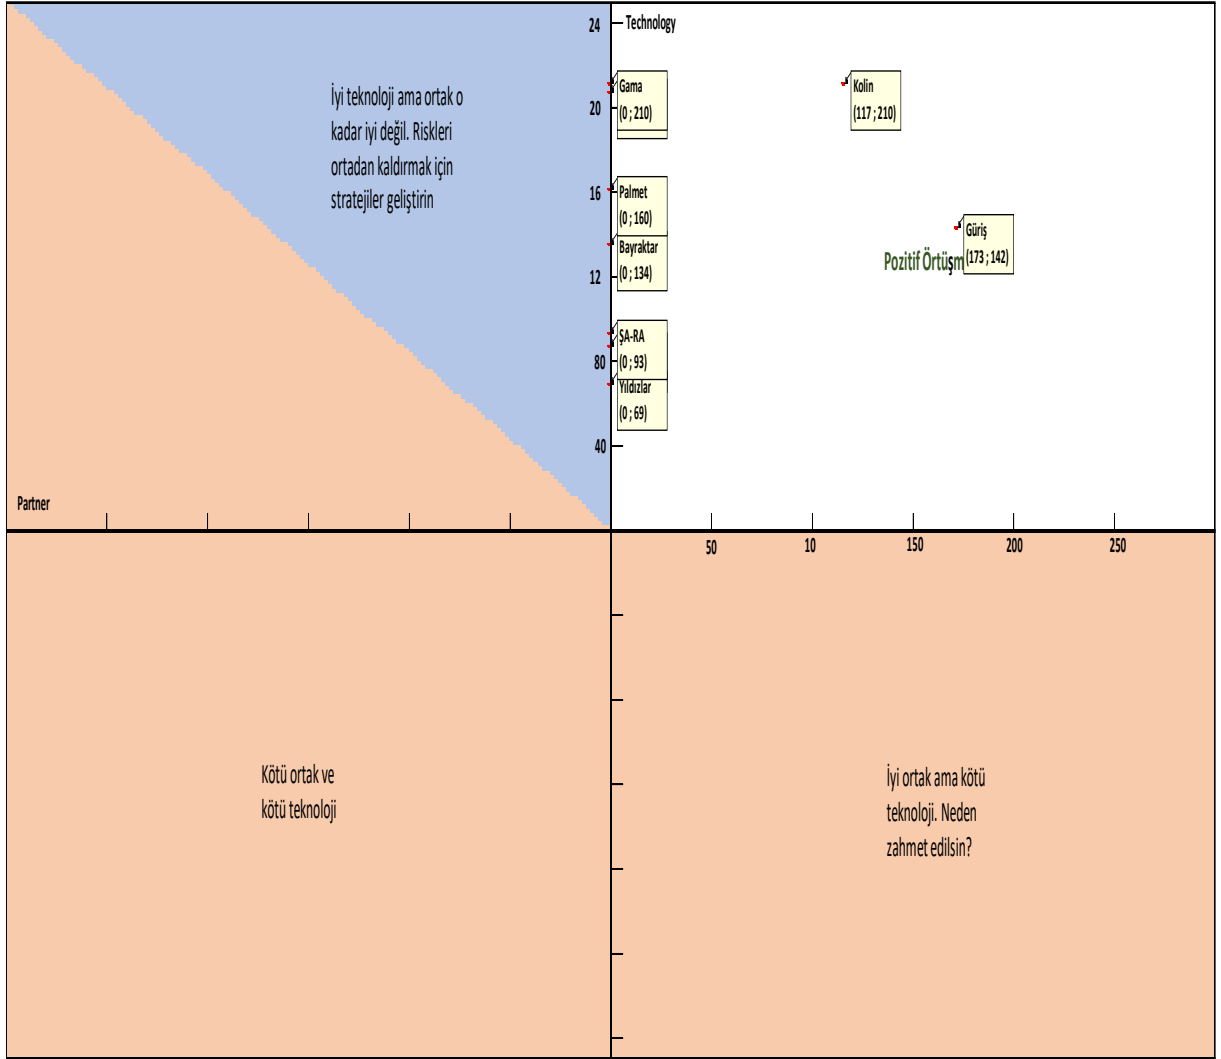 24
Technology
İyi teknoloji ama ortak o
kadar iyi değil. Riskleri
ortadan kaldırmak için
stratejiler geliştirin
Gama
(0 ; 210)
Kolin
(117 ; 210)
20
16
Palmet
(0 ; 160)
Bayraktar
(0 ; 134)
Güriş
(173 ; 142)
Pozitif Örtüşm
12
ŞA-RA
(0 ; 93)
80
Yıldızlar
(0 ; 69)
40
Partner
50
10
150
200
250
Kötü ortak ve
kötü teknoloji
İyi ortak ama kötü
teknoloji. Neden
zahmet edilsin?